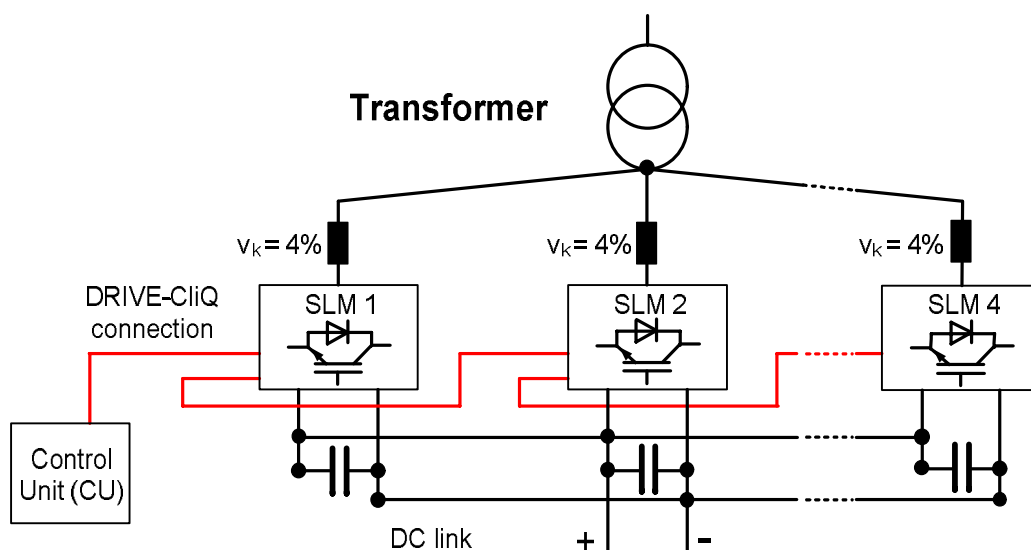 Transformer
vk = 4%
vk = 4%
vk = 4%
DRIVE-CliQ
connection
SLM 1
SLM 2
SLM 4
Control
Unit (CU)
DC link
+
-